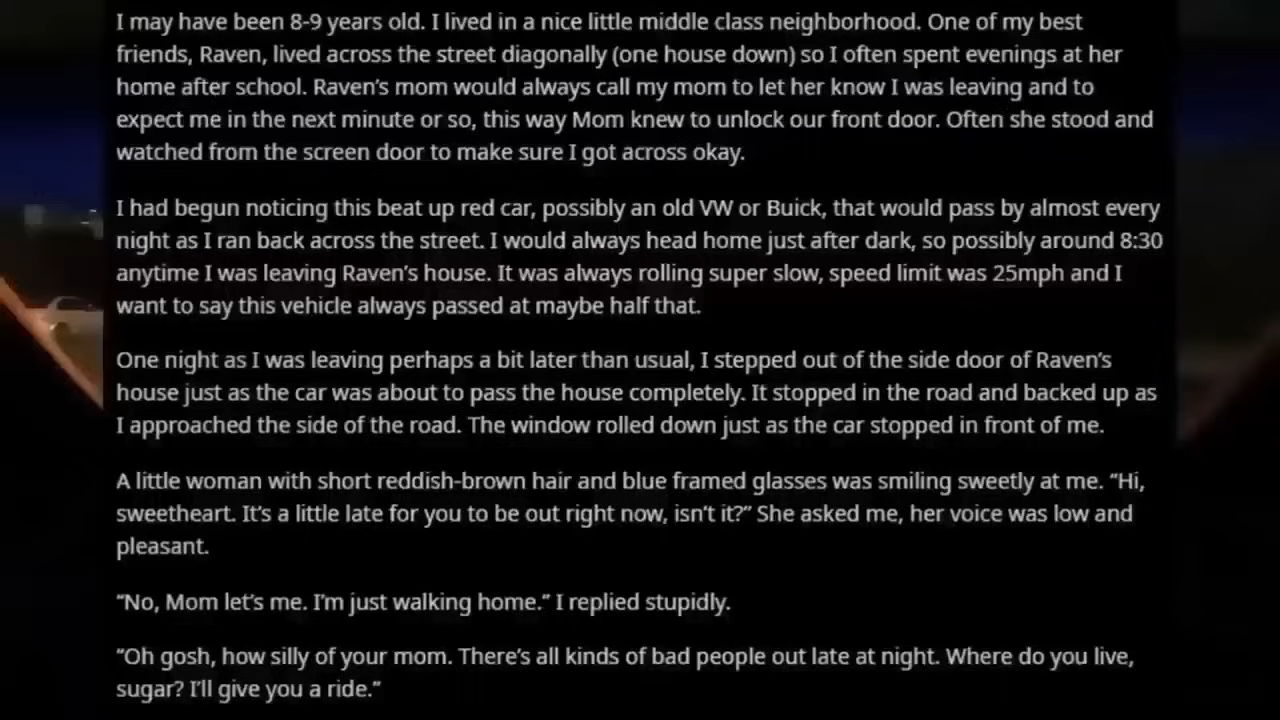 I may have been 8-9 years old. I lived in a nice little middle class neighborhood. One of my best
friends, Raven, lived across the street diagonally (one house down) so I often spent evenings at her
home after school. Raven’s mom would always call my mom to let her know I was leaving and to
expect me in the next minute or so, this way Mom knew to unlock our front door. Often she stood and
watched from the screen door to make sure I got across okay.
I had begun noticing this beat up red car, possibly an old VW or Buick, that would pass by almost every
night as I ran back across the street. I would always head home just after dark, so possibly around 8:30
anytime I was leaving Raven’s house. It was always rolling super slow, speed limit was 25mph and I
want to say this vehicle always passed at maybe half that.
One night as I was leaving perhaps a bit later than usual, I stepped out of the side door of Raven’s
house just as the car was about to pass the house completely. It stopped in the road and backed up as
I approached the side of the road. The window rolled down just as the car stopped in front of me.
A little woman with short reddish-brown hair and blue framed glasses was smiling sweetly at me. “Hi,
sweetheart. It’s a little late for you to be out right now, isn’t it?” She asked me, her voice was low and
pleasant.
“No, Mom let’s me. I’m just walking home.” I replied stupidly.
“Oh gosh, how silly of your mom. There’s all kinds of bad people out late at night. Where do you live,
sugar? I’ll give you a ride.”